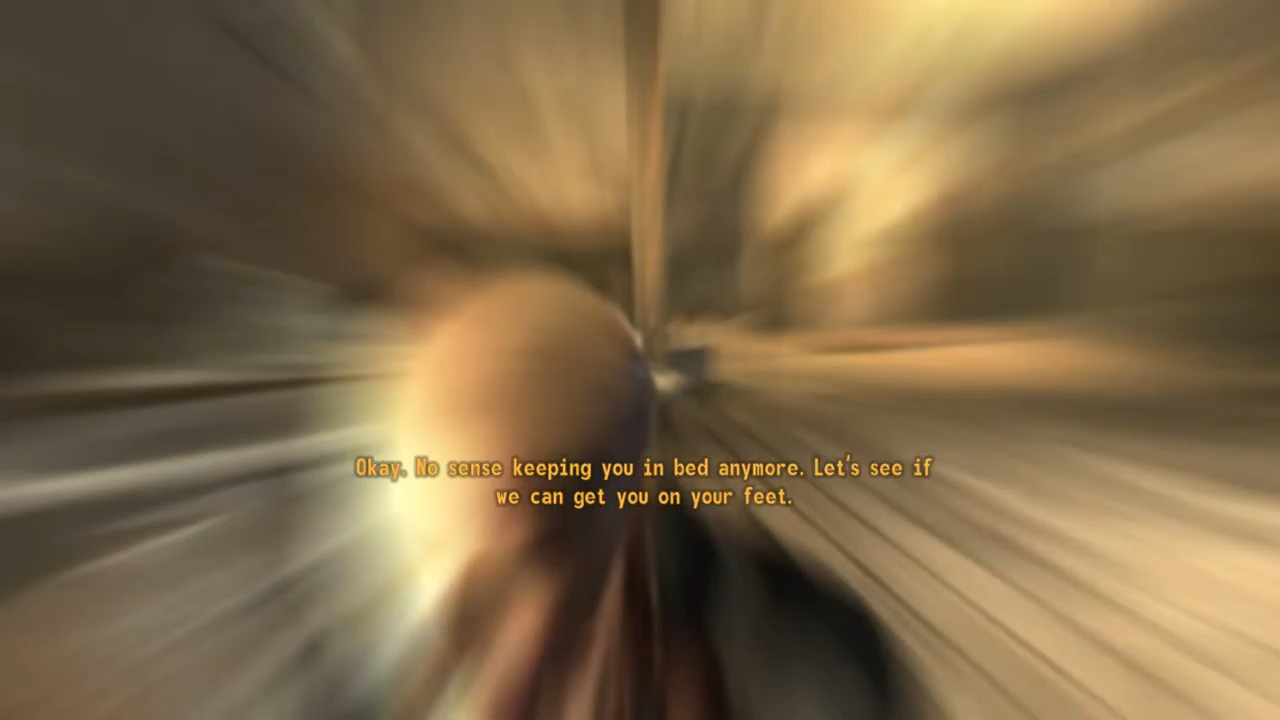 Okay. No sense keeping you in bed anymore. Let's see if
we can get you on your feet.